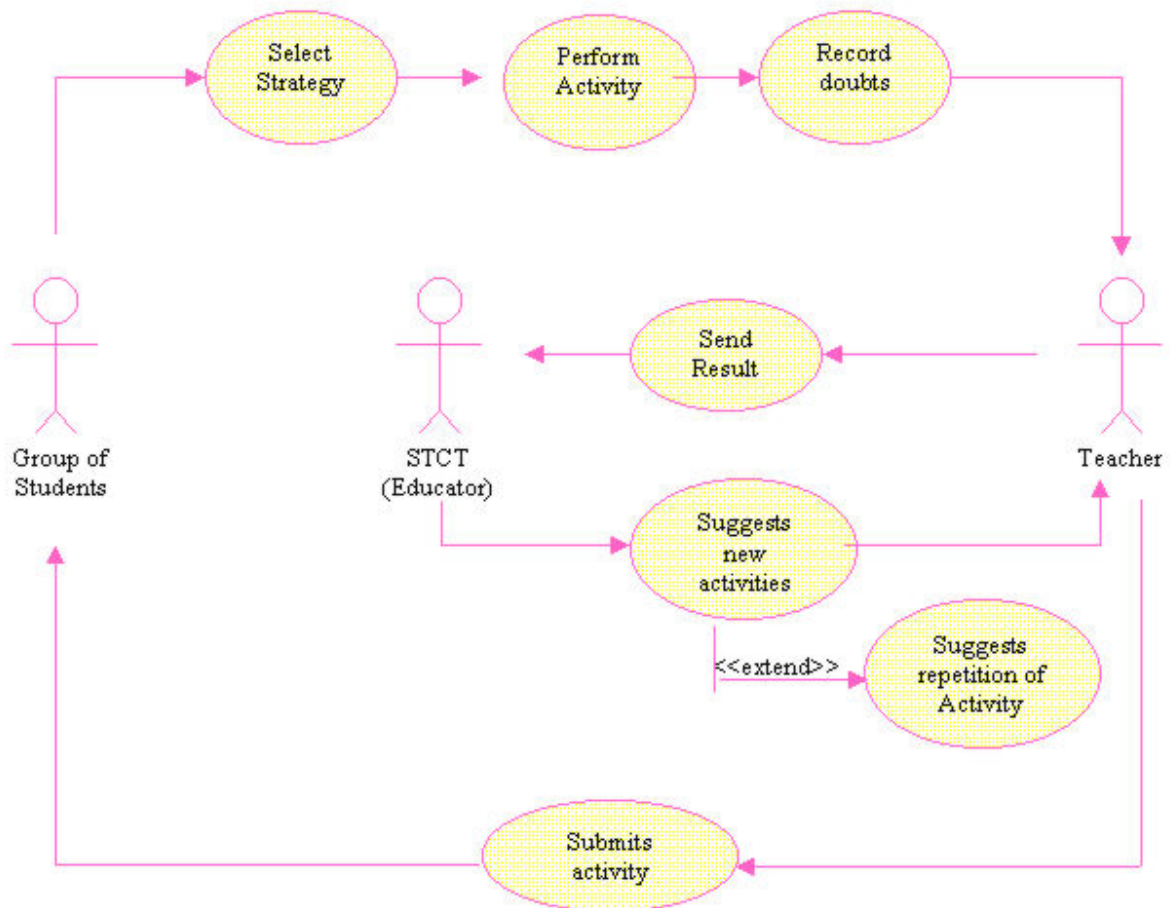 Select
Strategy
Perform
Activity
Record
doubts
Send
Result
Group of
Students
STCT
(Educator)
Teacher
Suggests
new
activities
<<extend>>
Suggests
repetition of
Activity
Submits
activity